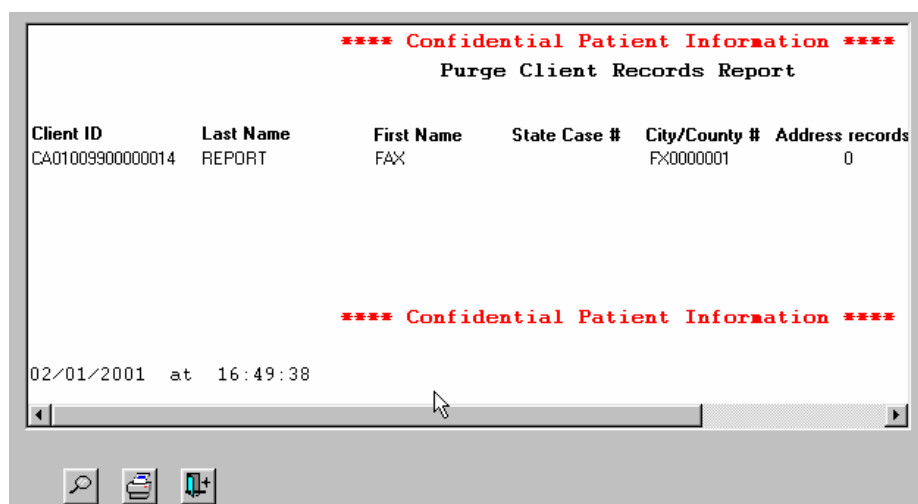 **** Confidential Patient Information ****
Purge Client Records Report
Client ID Last Name First Name State Case # City/County # Address records
CA01009900000014 REPORT FAX FX0000001 0
**** Confidential Patient Information ****
02/01/2001 at 16:49:38